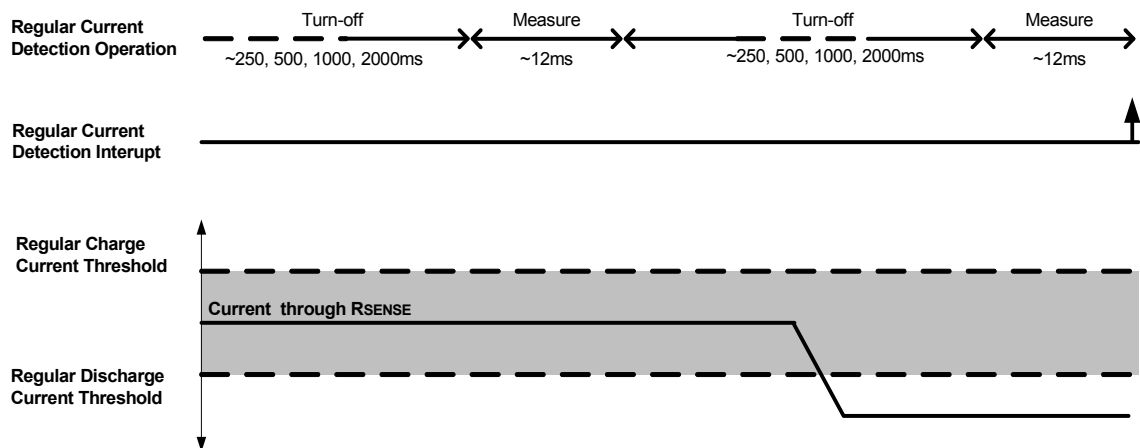 Regular Current
Detection Operation
Turn-off
Measure
Turn-off
Measure
~250, 500, 1000, 2000ms
~12ms
~250, 500, 1000, 2000ms
~12ms
Regular Current
Detection Interupt
Regular Charge
Current Threshold
Current through RSENSE
Regular Discharge
Current Threshold